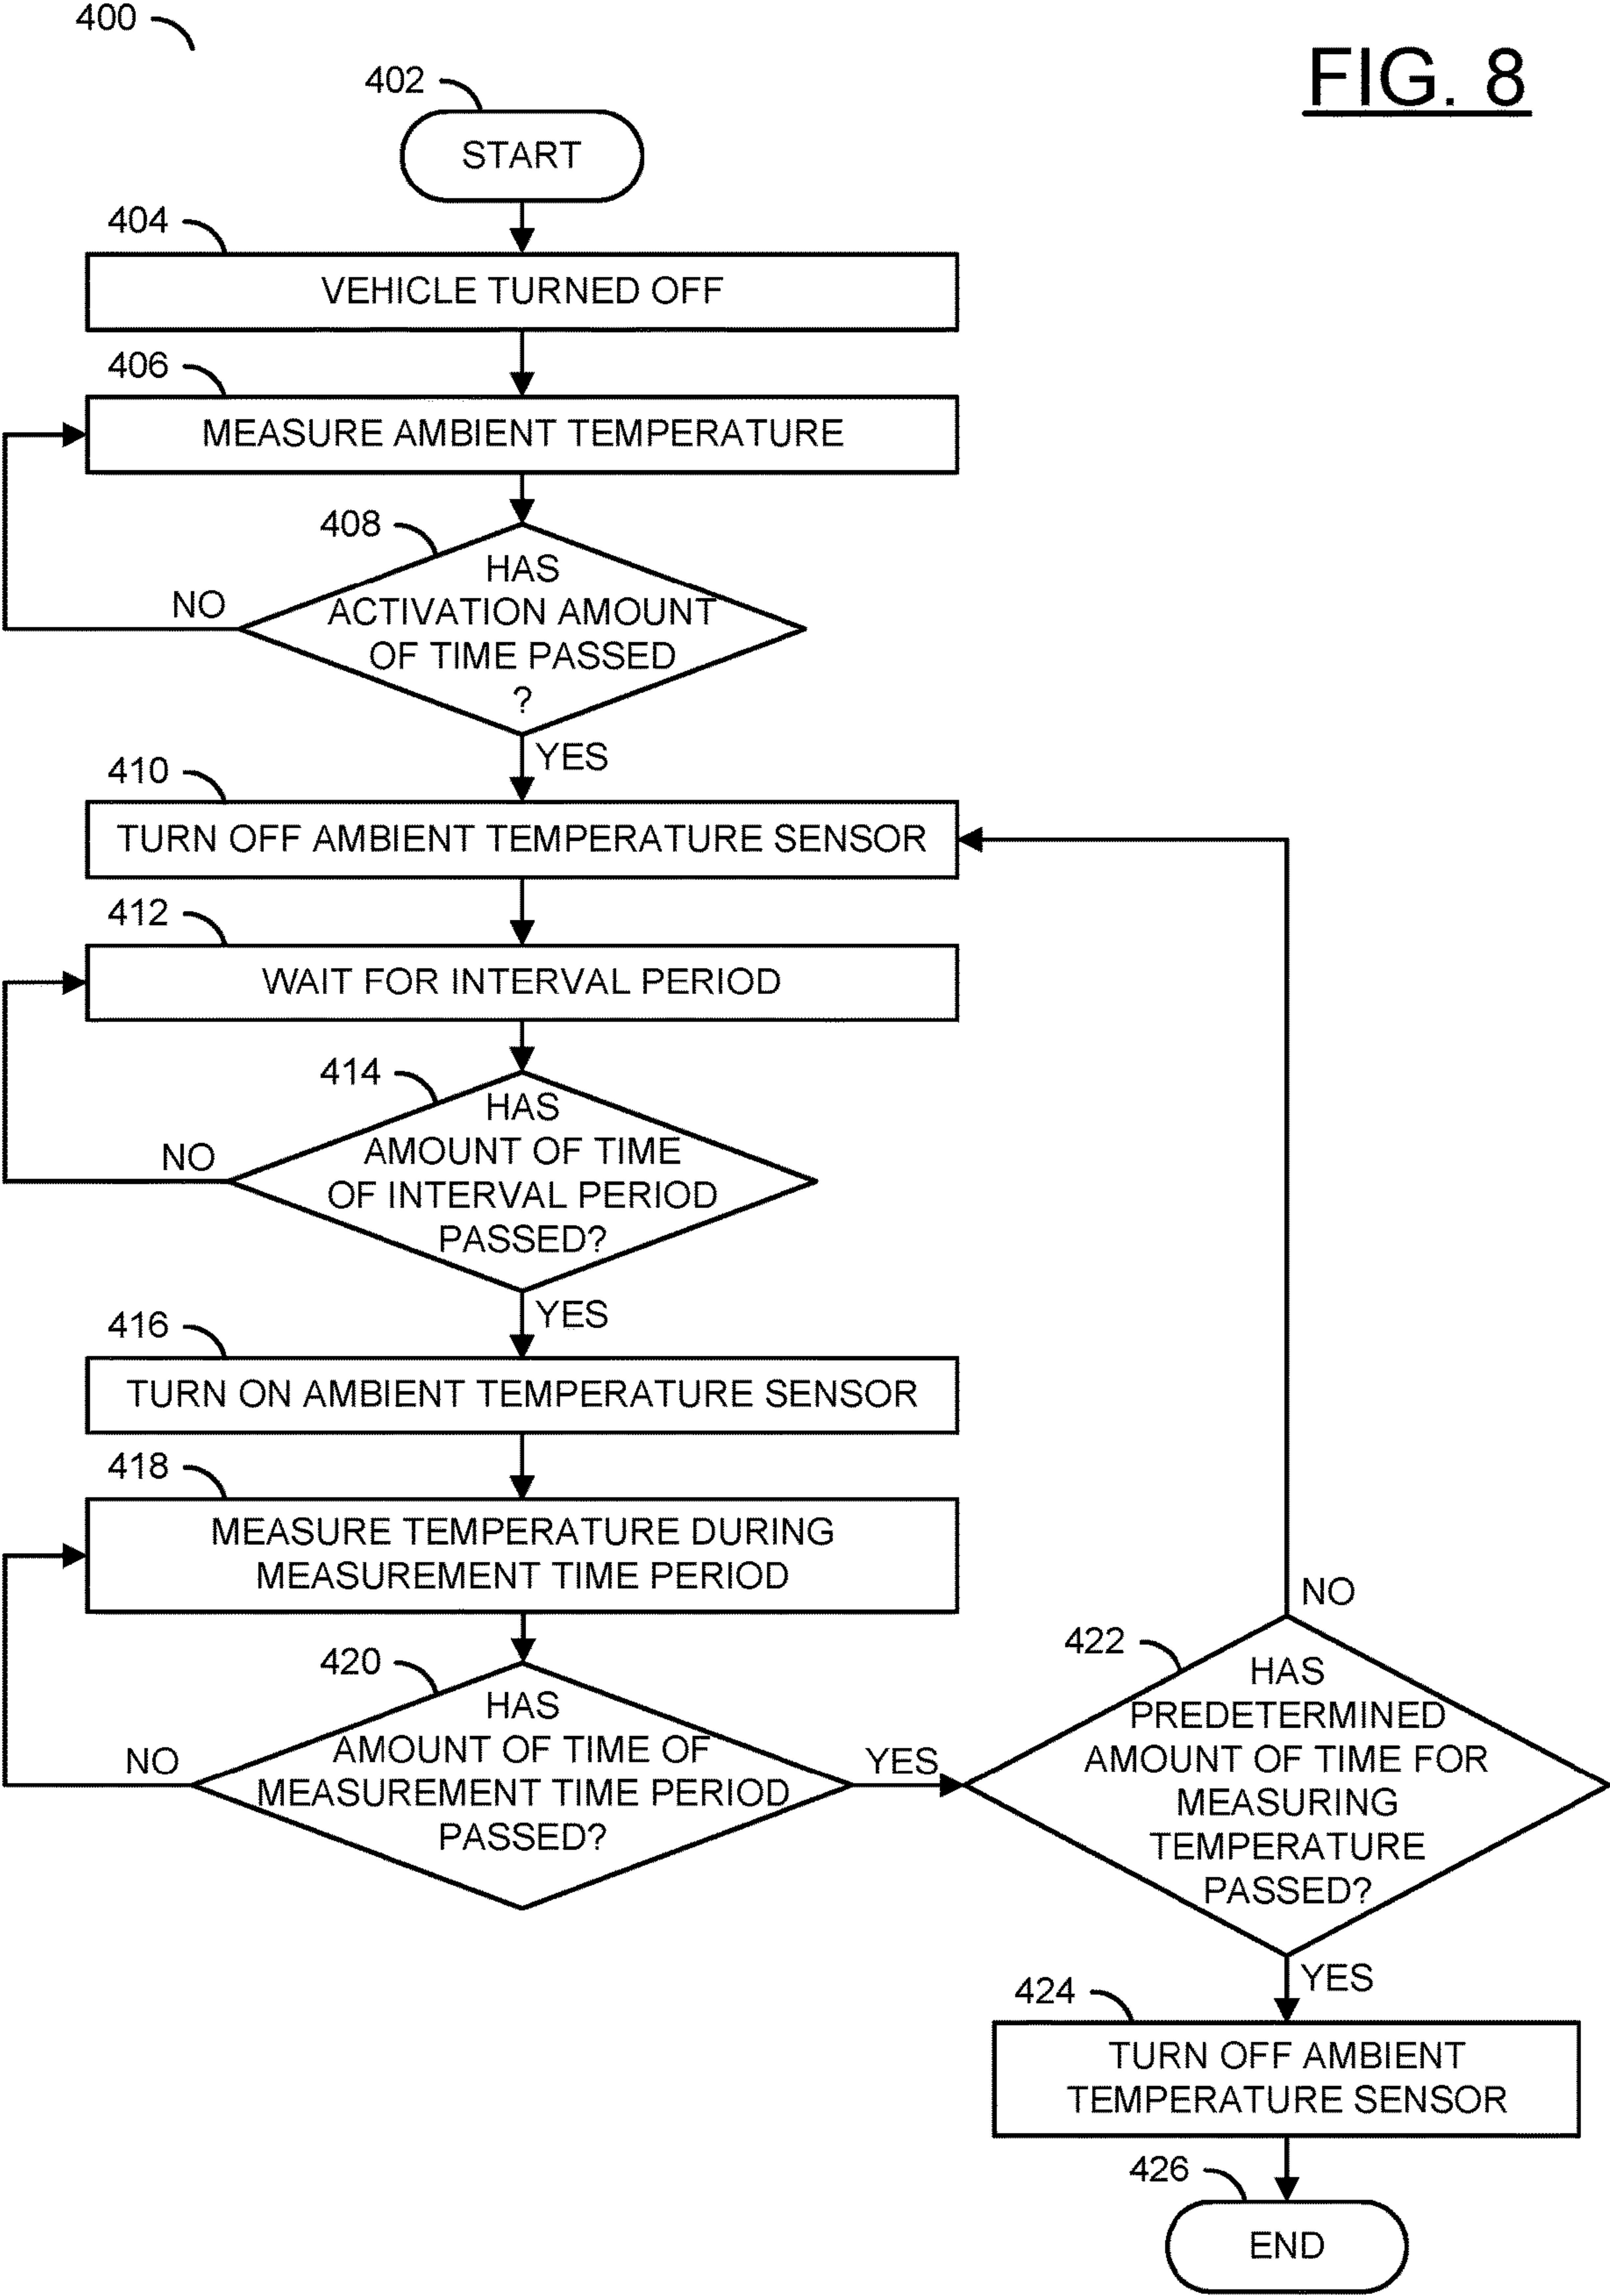 400
FIG. 8
402
START
404
VEHICLE TURNED OFF
406
MEASURE AMBIENT TEMPERATURE
408
HAS
ACTIVATION AMOUNT
OF TIME PASSED
?
NO
YES
410
TURN OFF AMBIENT TEMPERATURE SENSOR
412
WAIT FOR INTERVAL PERIOD
414
HAS
AMOUNT OF TIME
OF INTERVAL PERIOD
PASSED?
NO
YES
416
TURN ON AMBIENT TEMPERATURE SENSOR
418
MEASURE TEMPERATURE DURING
MEASUREMENT TIME PERIOD
420
HAS
AMOUNT OF TIME OF
MEASUREMENT TIME PERIOD
PASSED?
NO
YES
422
HAS
PREDETERMINED
AMOUNT OF TIME FOR
MEASURING
TEMPERATURE
PASSED?
NO
YES
424
TURN OFF AMBIENT
TEMPERATURE SENSOR
426
END